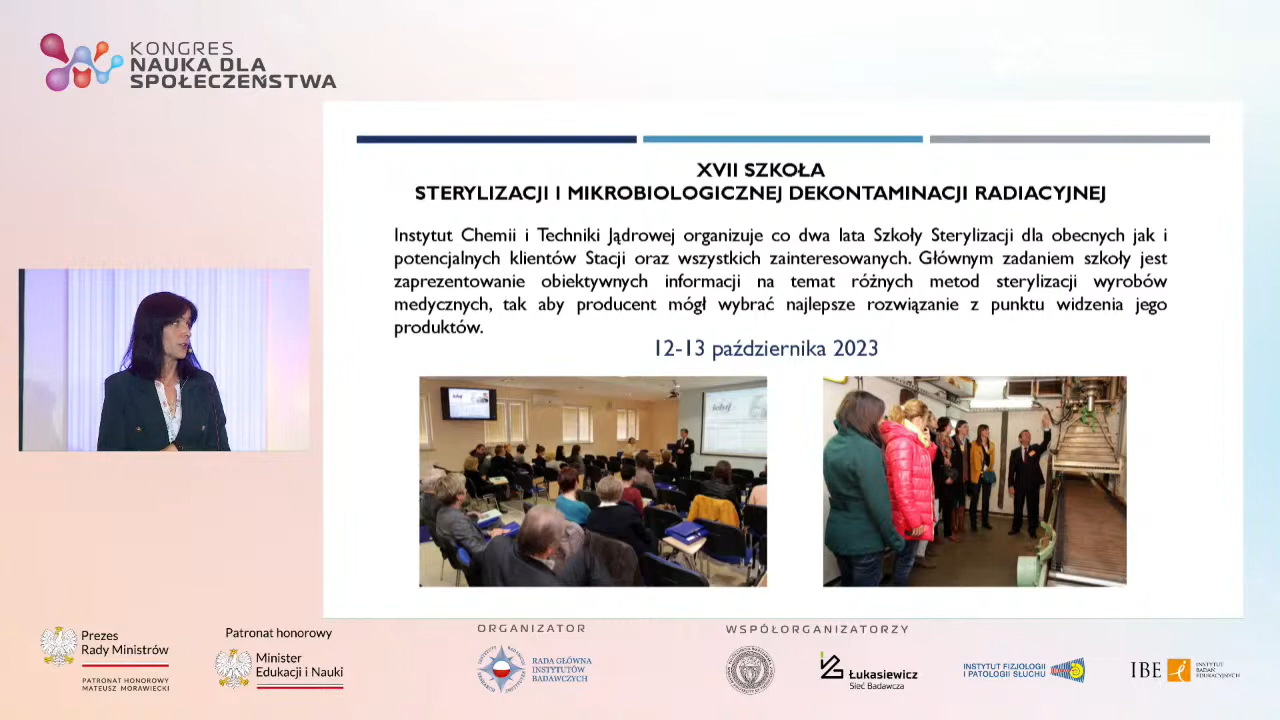 KONGRES
NAUKA DLA
SPOŁECZEŃSTWA
XVII SZKOŁA
STERYLIZACJI I MIKROBIOLOGICZNEJ DEKONTAMINACJI RADIACYJNEJ
Instytut Chemii i Techniki Jądrowej organizuje co dwa lata Szkoły Sterylizacji dla obecnych jak i
potencjalnych klientów Stacji oraz wszystkich zainteresowanych. Głównym zadaniem szkoły jest
zaprezentowanie obiektywnych informacji na temat różnych metod sterylizacji wyrobów
medycznych, tak aby producent mógł wybrać najlepsze rozwiązanie z punktu widzenia jego
produktów.
12-13 października 2023
Prezes
Rady Ministrów
PATRONAT HONOROWY
MATEUSZ MORAWIECKI
Patronat honorowy
Minister
Edukacji i Nauki
ORGANIZATOR
RADA GŁÓWNA
INSTYTUTÓW
BADAWCZYCH
WSPÓŁORGANIZATORZY
Łukasiewicz
Sieć Badawcza
INSTYTUT FIZJOLOGII
I PATOLOGII SŁUCHU
IBE
INSTYTUT
BADAŃ
EDUKACYJNYCH